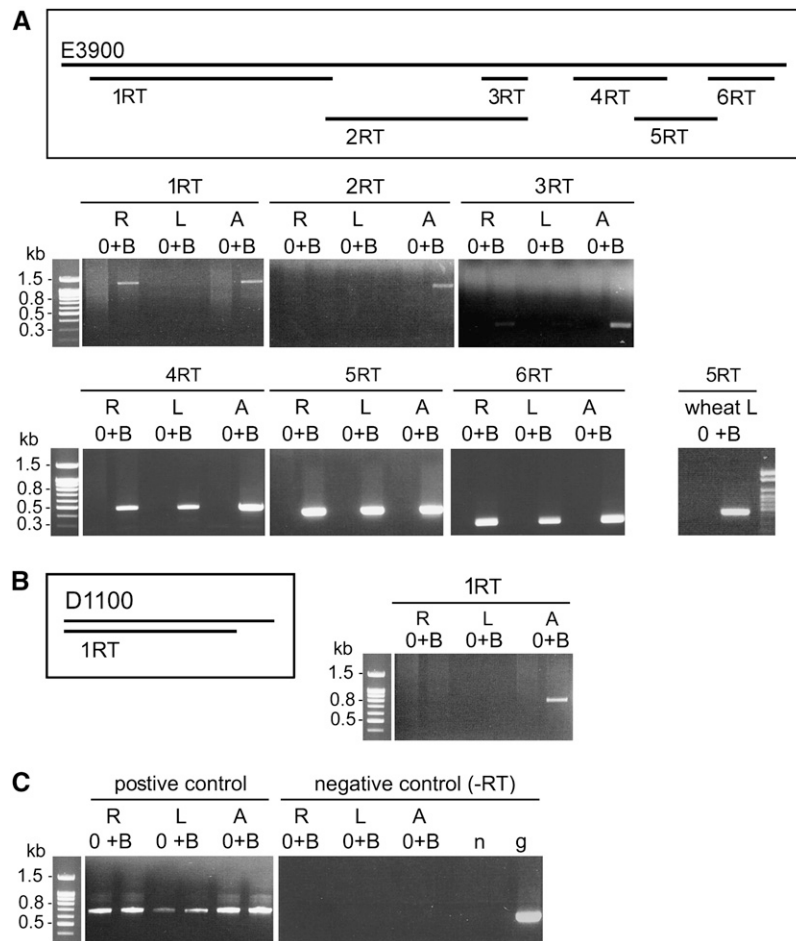 A
E3900
1RT 3RT 4RT 6RT
2RT 5RT
1RT 2RT 3RT
R L A R L A R L A
0+B 0+B 0+B 0+B 0+B 0+B 0+B 0+B 0+B
kb
1.5 -
0.8 -
0.5 -
0.3 -
4RT 5RT 6RT 5RT
R L A R L A R L A wheat L
0+B 0+B 0+B 0+B 0+B 0+B 0+B 0+B 0+B 0 +B
kb
1.5 -
0.8 -
0.5 -
0.3 -
B
D1100
1RT
1RT
R L A
0+B 0+B 0+B
kb
1.5 -
0.8 -
0.5 -
C
postive control negative control (-RT)
R L A R L A
0 +B 0 +B 0+B 0+B 0+B 0+B n g
kb
1.5 -
0.8 -
0.5 -